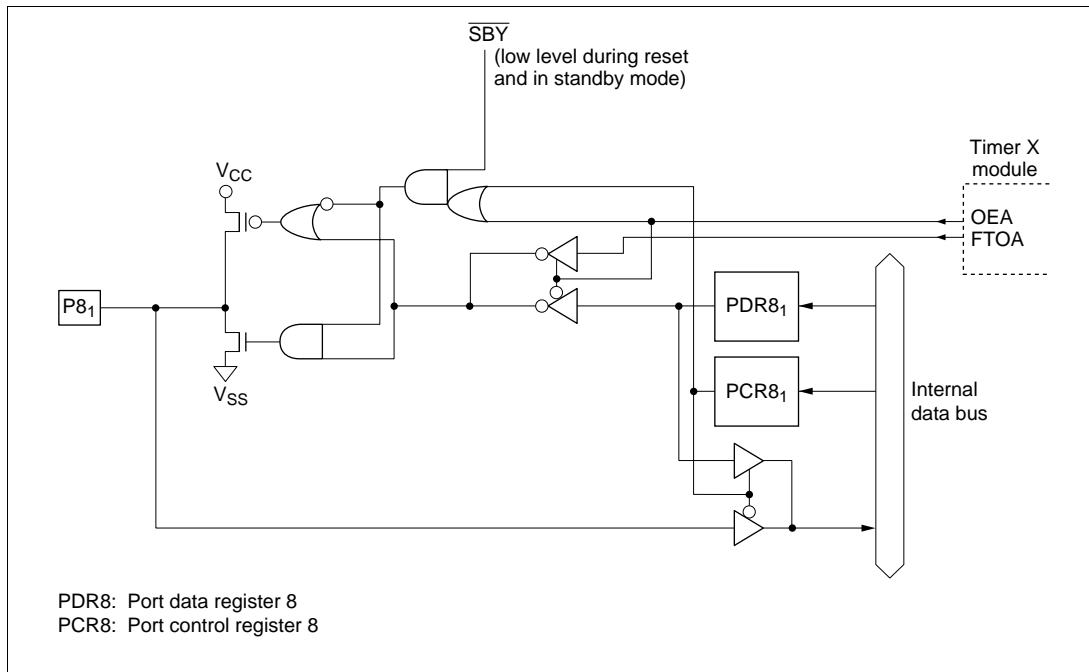 SBY
(low level during reset
and in standby mode)
Timer X
module
VCC
OEA
FTOA
P81
PDR81
PCR81
VSS
Internal
data bus
PDR8: Port data register 8
PCR8: Port control register 8